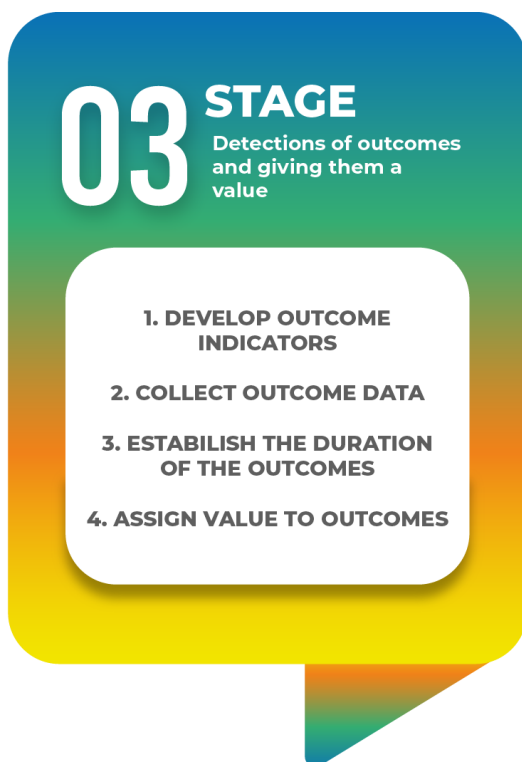 03
STAGE
Detections of outcomes
and giving them a
value
1. DEVELOP OUTCOME
INDICATORS
2. COLLECT OUTCOME DATA
3. ESTABILISH THE DURATION
OF THE OUTCOMES
4. ASSIGN VALUE TO OUTCOMES